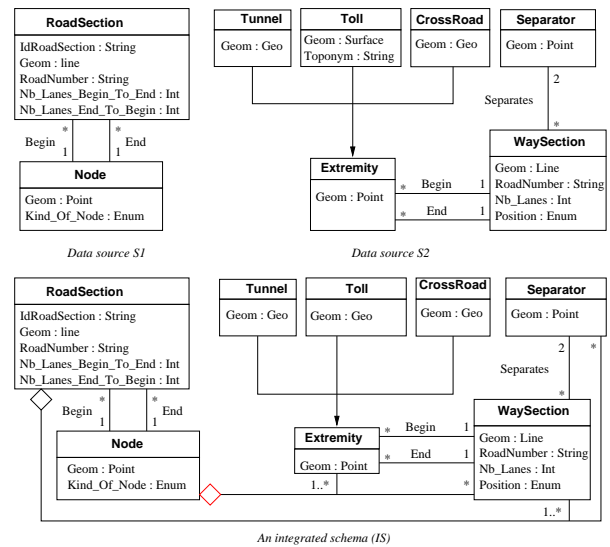 RoadSection
IdRoadSection : String
Geom : line
RoadNumber : String
Nb_Lanes_Begin_To_End : Int
Nb_Lanes_End_To_Begin : Int
* *
Begin End
1 1
Node
Geom : Point
Kind_Of_Node : Enum
Data source S1
Tunnel
Geom : Geo
Toll
Geom : Surface
Toponym : String
CrossRoad
Geom : Geo
Separator
Geom : Point
2
Separates
*
WaySection
Geom : Line
RoadNumber : String
Nb_Lanes : Int
Position : Enum
Extremity
Geom : Point
* Begin 1
* End 1
Data source S2
RoadSection
IdRoadSection : String
Geom : line
RoadNumber : String
Nb_Lanes_Begin_To_End : Int
Nb_Lanes_End_To_Begin : Int
* *
Begin End
1 1
Node
Geom : Point
Kind_Of_Node : Enum
Tunnel
Geom : Geo
Toll
Geom : Geo
CrossRoad
Geom : Geo
Separator
Geom : Point
2 *
Separates
*
WaySection
Geom : Line
RoadNumber : String
Nb_Lanes : Int
Position : Enum
Extremity
Geom : Point
* Begin 1
* End 1
1..* *
1..*
An integrated schema (IS)